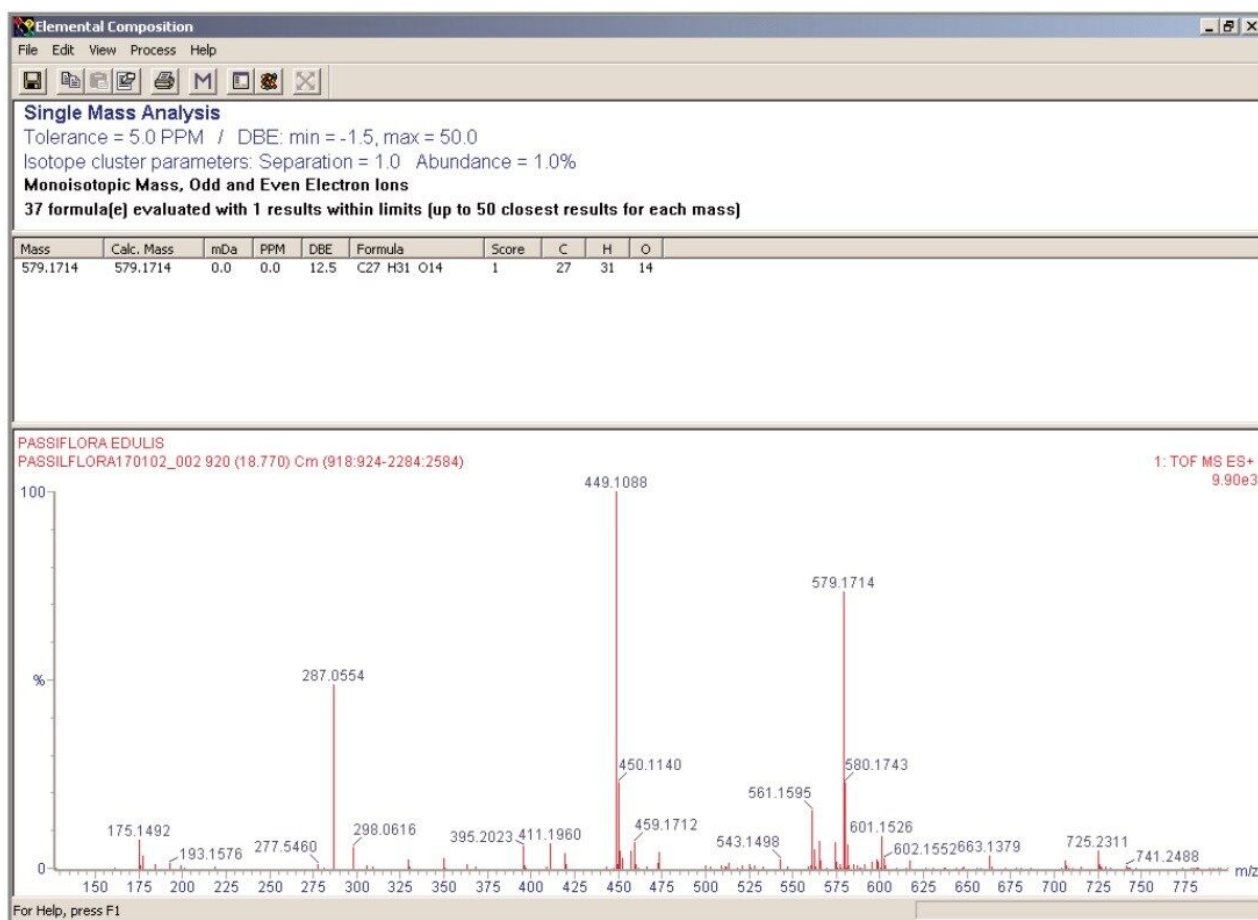 Elemental Composition
File Edit View Process Help
M
Single Mass Analysis
Tolerance = 5.0 PPM / DBE: min = -1.5, max = 50.0
Isotope cluster parameters: Separation = 1.0 Abundance = 1.0%
Monoisotopic Mass, Odd and Even Electron Ions
37 formula(e) evaluated with 1 results within limits (up to 50 closest results for each mass)
Mass Calc. Mass mDa PPM DBE Formula Score C H O
579.1714 579.1714 0.0 0.0 12.5 C27 H31 O14 1 27 31 14
PASSIFLORA EDULIS
PASSILFLORA170102_002 920 (18.770) Cm (918:924-2284:2584)
1: TOF MS ES+
9.90e3
100
%
0
449.1088
579.1714
287.0554
450.1140
580.1743
561.1595
175.1492
193.1576
277.5460
298.0616
395.2023
411.1960
459.1712
543.1498
601.1526
602.1552
663.1379
725.2311
741.2488
150 175 200 225 250 275 300 325 350 375 400 425 450 475 500 525 550 575 600 625 650 675 700 725 750 775 m/z
For Help, press F1